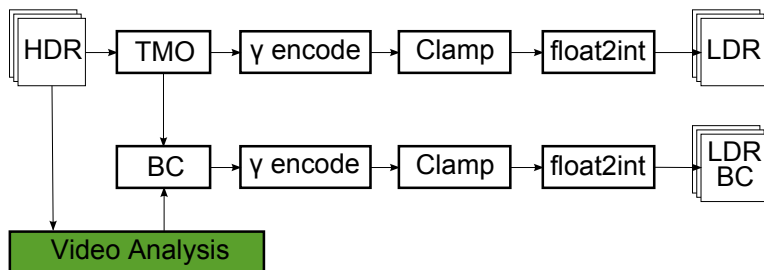 HDR
TMO
γ encode
Clamp
float2int
LDR
BC
γ encode
Clamp
float2int
LDR
BC
Video Analysis